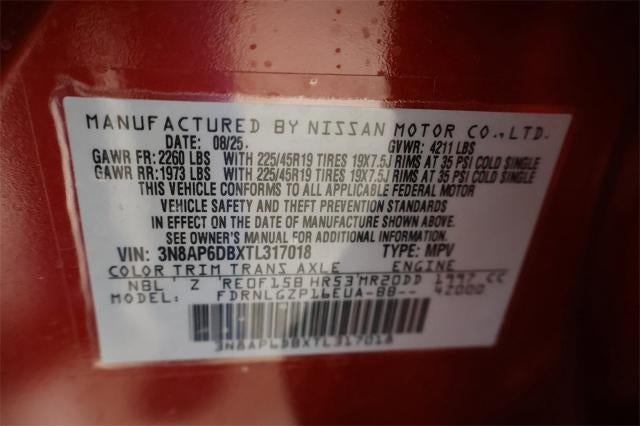 MANUFACTURED BY NISSAN MOTOR CO.,LTD.
DATE: 08/25. GVWR: 4211 LBS
GAWR FR: 2260 LBS WITH 225/45R19 TIRES 19X7.5J RIMS AT 35 PSI COLD SINGLE
GAWR RR: 1973 LBS WITH 225/45R19 TIRES 19X7.5J RIMS AT 35 PSI COLD SINGLE
THIS VEHICLE CONFORMS TO ALL APPLICABLE FEDERAL MOTOR
VEHICLE SAFETY AND THEFT PREVENTION STANDARDS
IN EFFECT ON THE DATE OF MANUFACTURE SHOWN ABOVE.
SEE OWNER'S MANUAL FOR ADDITIONAL INFORMATION.
VIN: 3N8AP6DBXTL317018 TYPE: MPV
COLOR TRIM TRANS AXLE ENGINE
NBL Z RE0F15B HR53 MR20DD 1997 CC
MODEL: FDRNLGZP16EUA-BB-- 42000
3N8AP6DBXTL317018